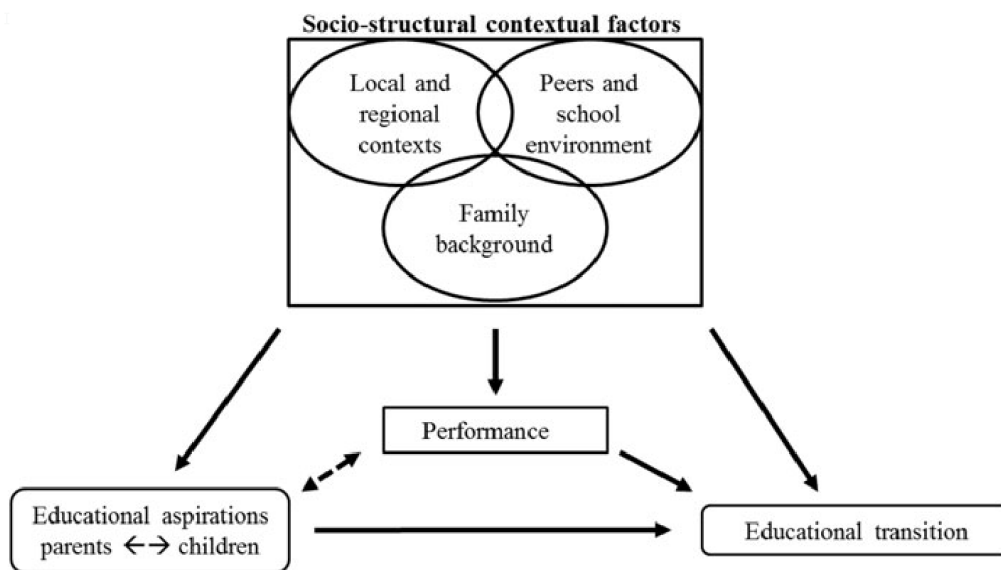 Socio-structural contextual factors
Local and
regional
contexts
Peers and
school
environment
Family
background
Performance
Educational aspirations
parents ←→ children
Educational transition